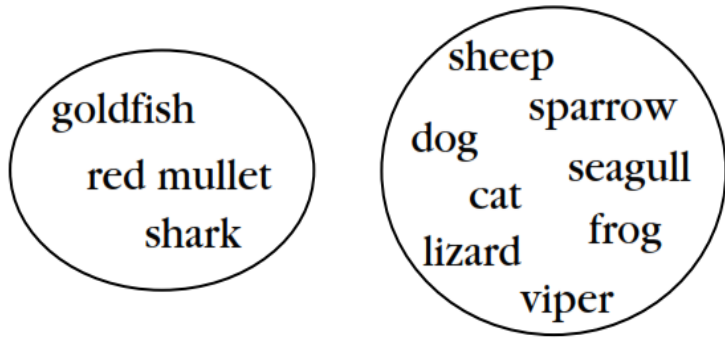 goldfish
red mullet
shark
sheep
sparrow
dog
seagull
cat
frog
lizard
viper